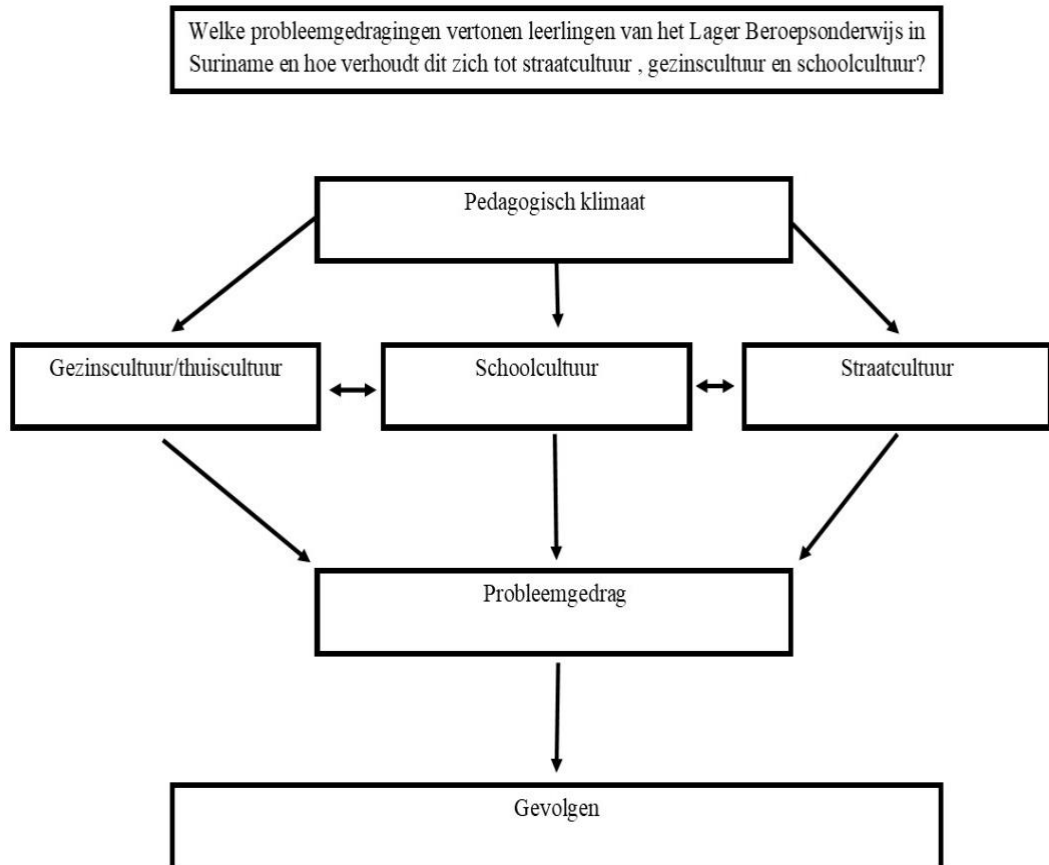 Welke probleemgedragingen vertonen leerlingen van het Lager Beroepsonderwijs in
Suriname en hoe verhoudt dit zich tot straatcultuur , gezinscultuur en schoolcultuur?
Pedagogisch klimaat
Gezinscultuur/thuiscultuur
Schoolcultuur
Straatcultuur
Probleemgedrag
Gevolgen